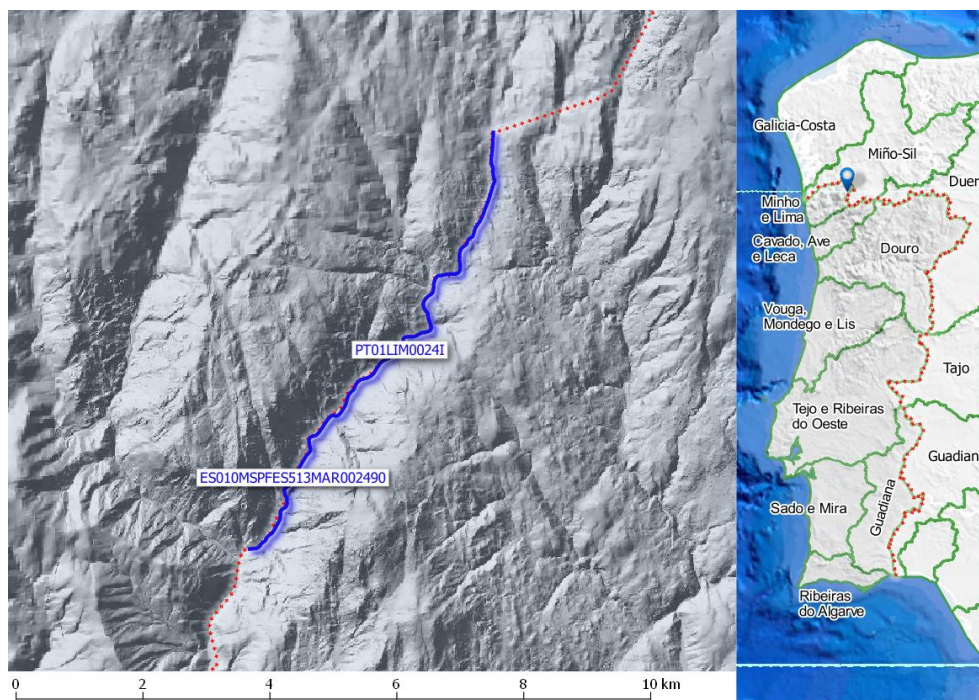 PT01LIM0024I
ES010MSPFES513MAR002490
0 2 4 6 8 10 km
Galicia-Costa
Miño-Sil
Duer
Minho
e Lima
Cavado, Ave
e Leca
Douro
Vouga,
Mondego e Lis
Tajo
Tejo e Ribeiras
do Oeste
Guadian
Sado e Mira
Guadiana
Ribeiras
do Algarve